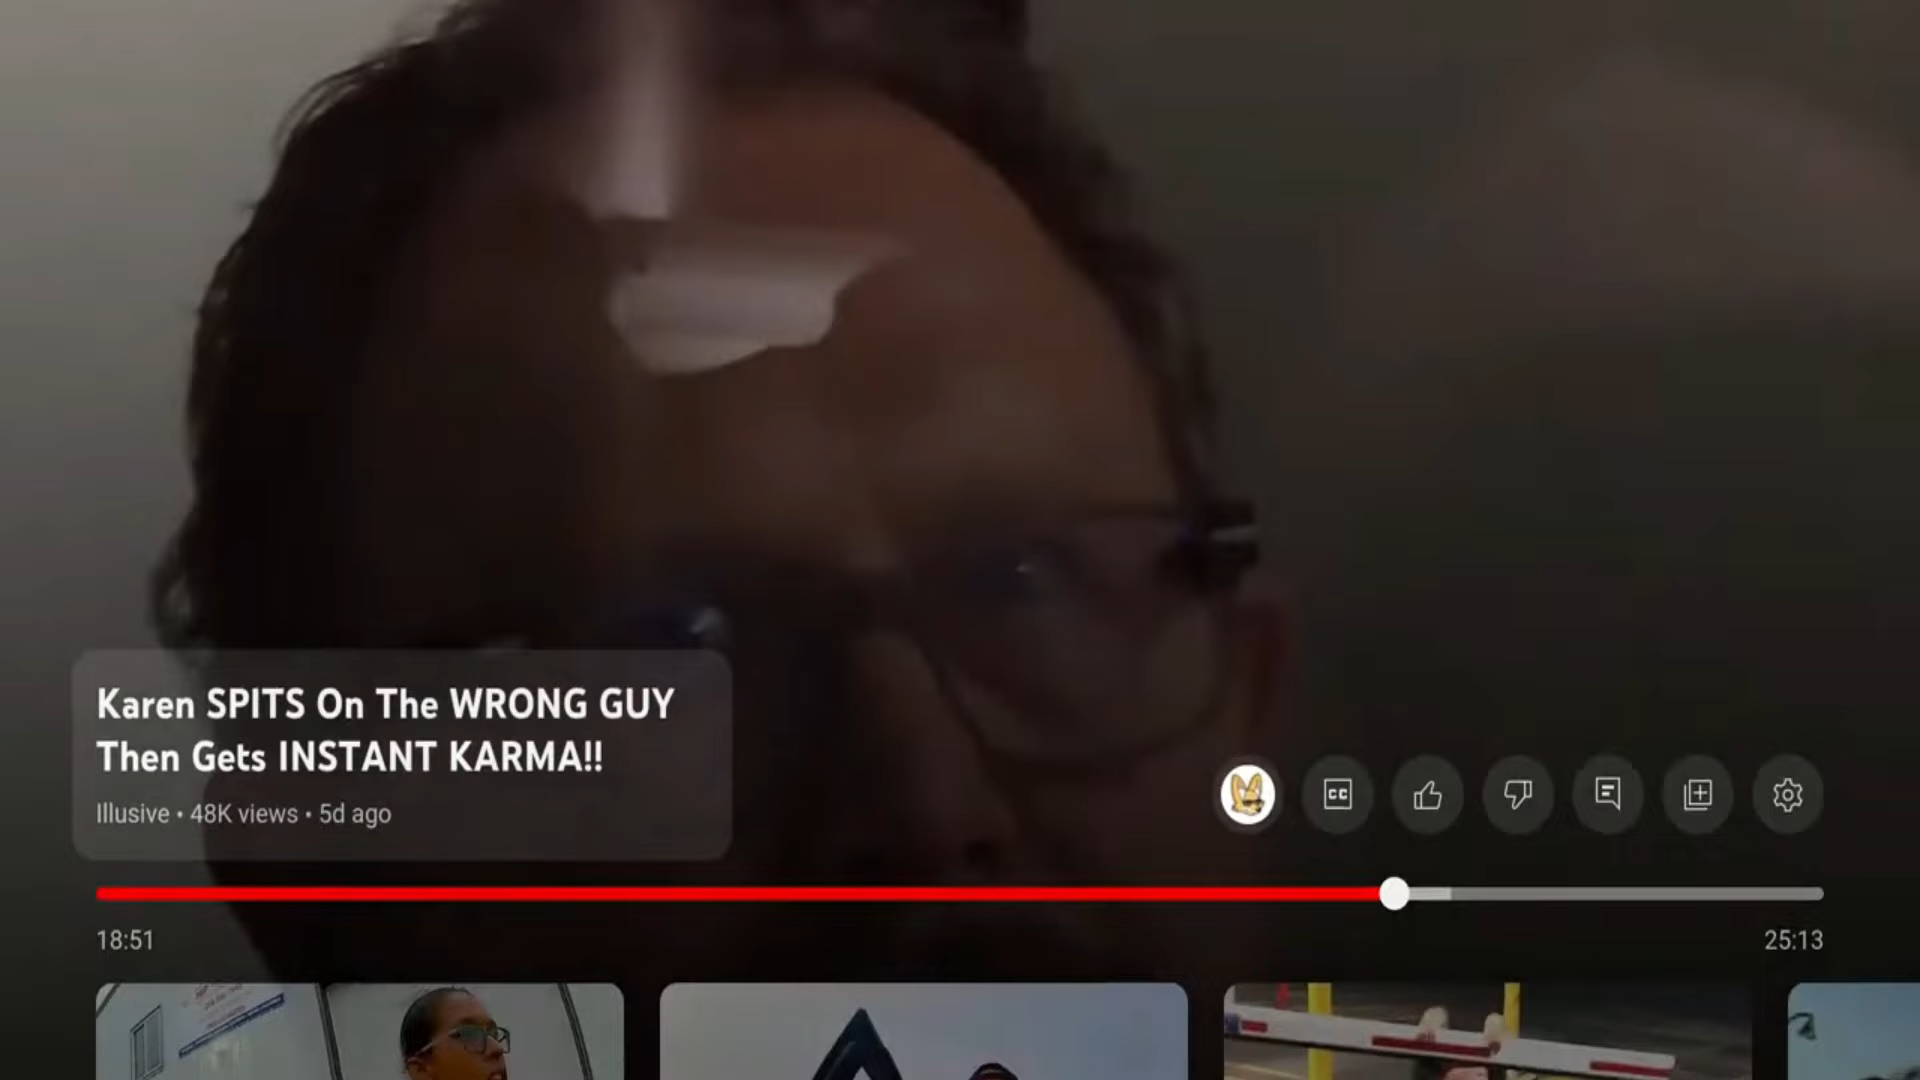 Karen SPITS On The WRONG GUY
Then Gets INSTANT KARMA!!
Illusive • 48K views • 5d ago
CC
18:51
25:13